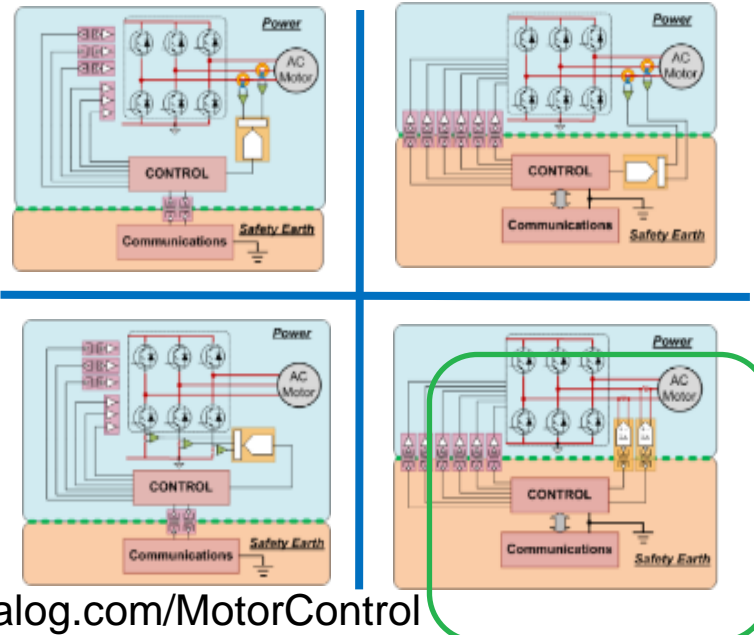 Power
AC
Motor
CONTROL
Safety Earth
Communications
Power
AC
Motor
CONTROL
Communications
Safety Earth
Power
AC
Motor
CONTROL
Safety Earth
Communications
Power
AC
Motor
CONTROL
Communications
Safety Earth
alog.com/MotorControl